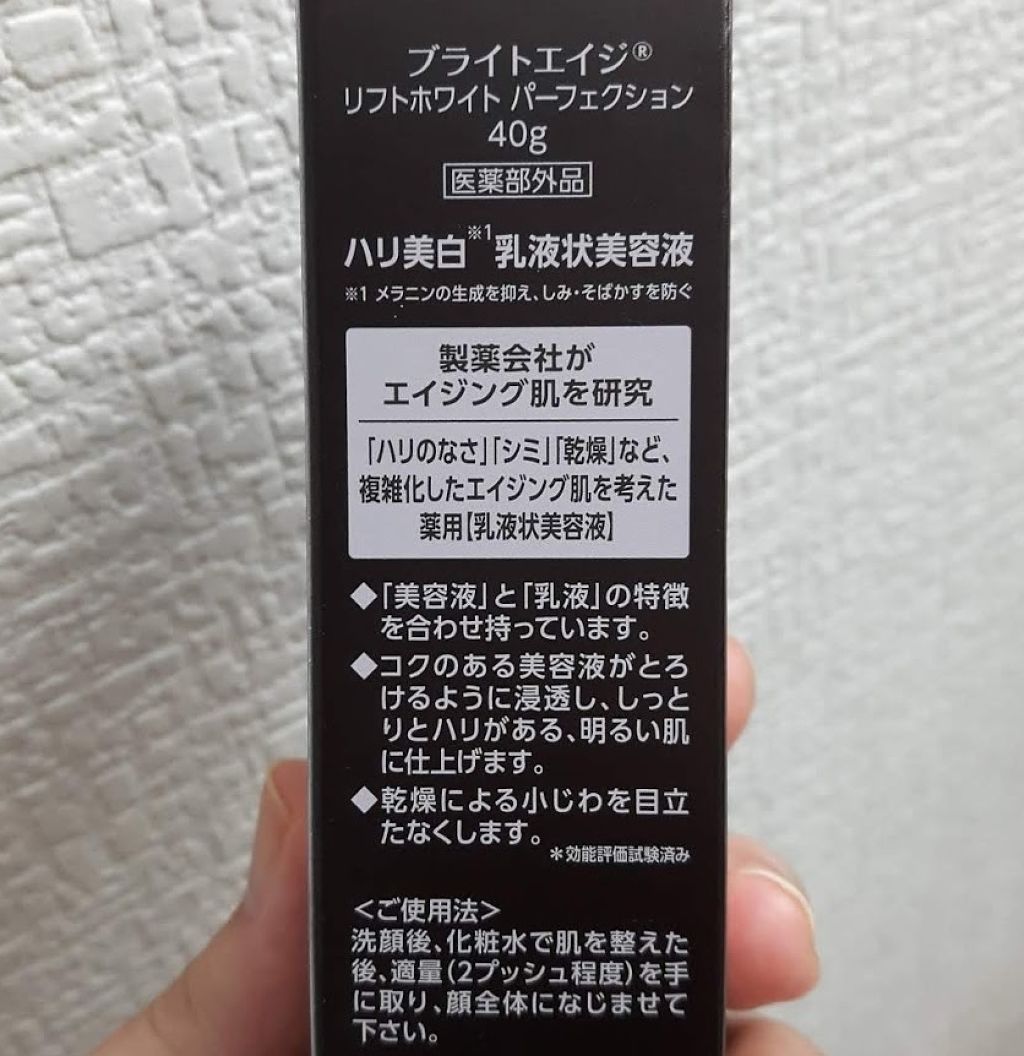 ブライトエイジ®
リフトホワイト パーフェクション
40g
医薬部外品
ハリ美白※1乳液状美容液
※1 メラニンの生成を抑え、しみ・そばかすを防ぐ
製薬会社が
エイジング肌を研究
「ハリのなさ」「シミ」「乾燥」など、
複雑化したエイジング肌を考えた
薬用【乳液状美容液】
◆「美容液」と「乳液」の特徴
を合わせ持っています。
◆コクのある美容液がとろ
けるように浸透し、しっと
りとハリがある、明るい肌
に仕上げます。
◆乾燥による小じわを目立
たなくします。
＊効能評価試験済み
＜ご使用法＞
洗顔後、化粧水で肌を整えた
後、適量(2プッシュ程度)を手
に取り、顔全体になじませて
下さい。